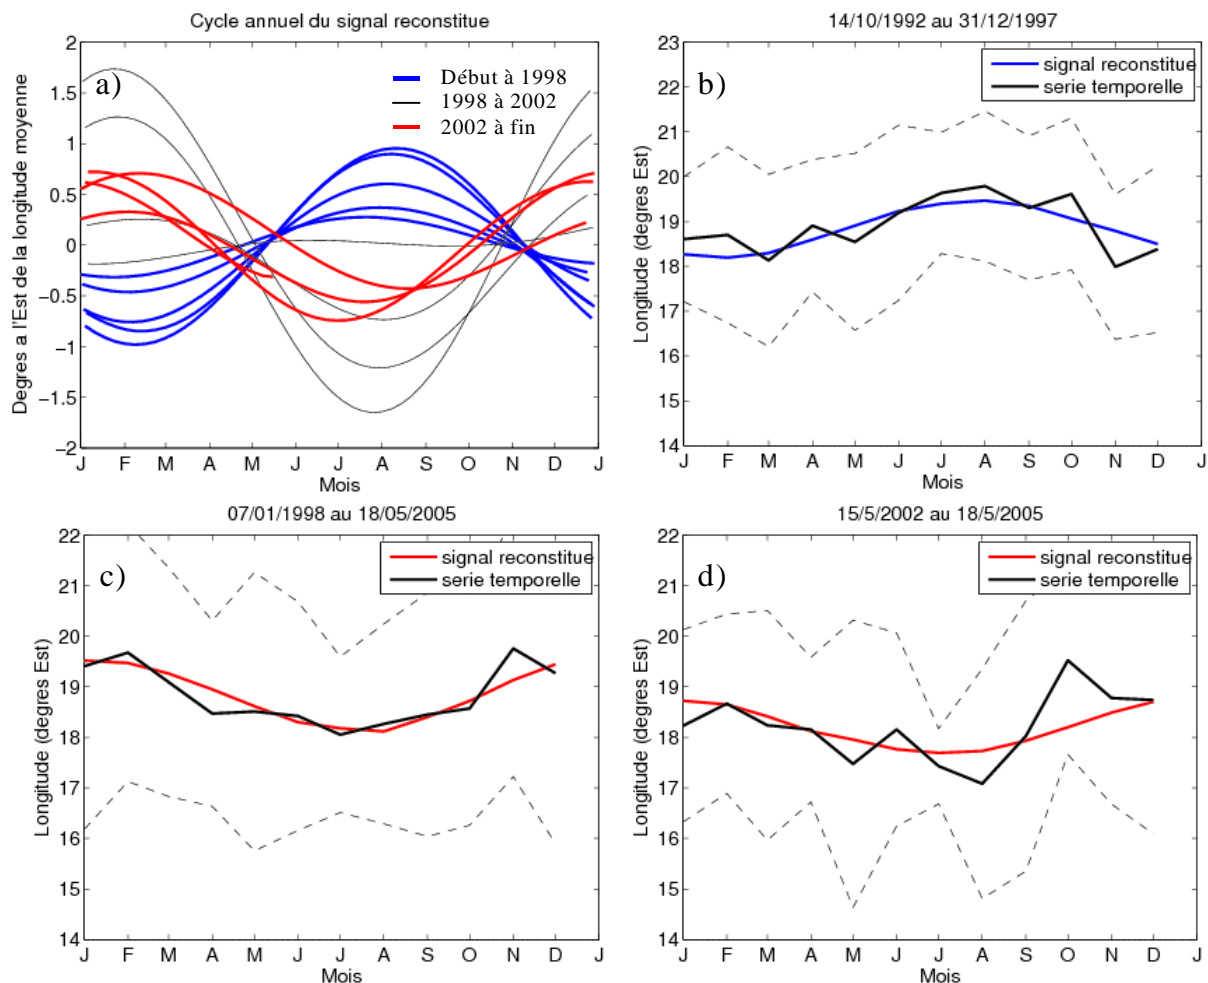 Cycle annuel du signal reconstitue
a)
Début à 1998
1998 à 2002
2002 à fin
Degres a l'Est de la longitude moyenne
2
1.5
1
0.5
0
−0.5
−1
−1.5
−2
J F M A M J J A S O N D J
Mois
14/10/1992 au 31/12/1997
b)
signal reconstitue
serie temporelle
Longitude (degres Est)
23
22
21
20
19
18
17
16
15
14
J F M A M J J A S O N D J
Mois
07/01/1998 au 18/05/2005
c)
signal reconstitue
serie temporelle
Longitude (degres Est)
22
21
20
19
18
17
16
15
14
J F M A M J J A S O N D J
Mois
15/5/2002 au 18/5/2005
d)
signal reconstitue
serie temporelle
Longitude (degres Est)
22
21
20
19
18
17
16
15
14
J F M A M J J A S O N D J
Mois